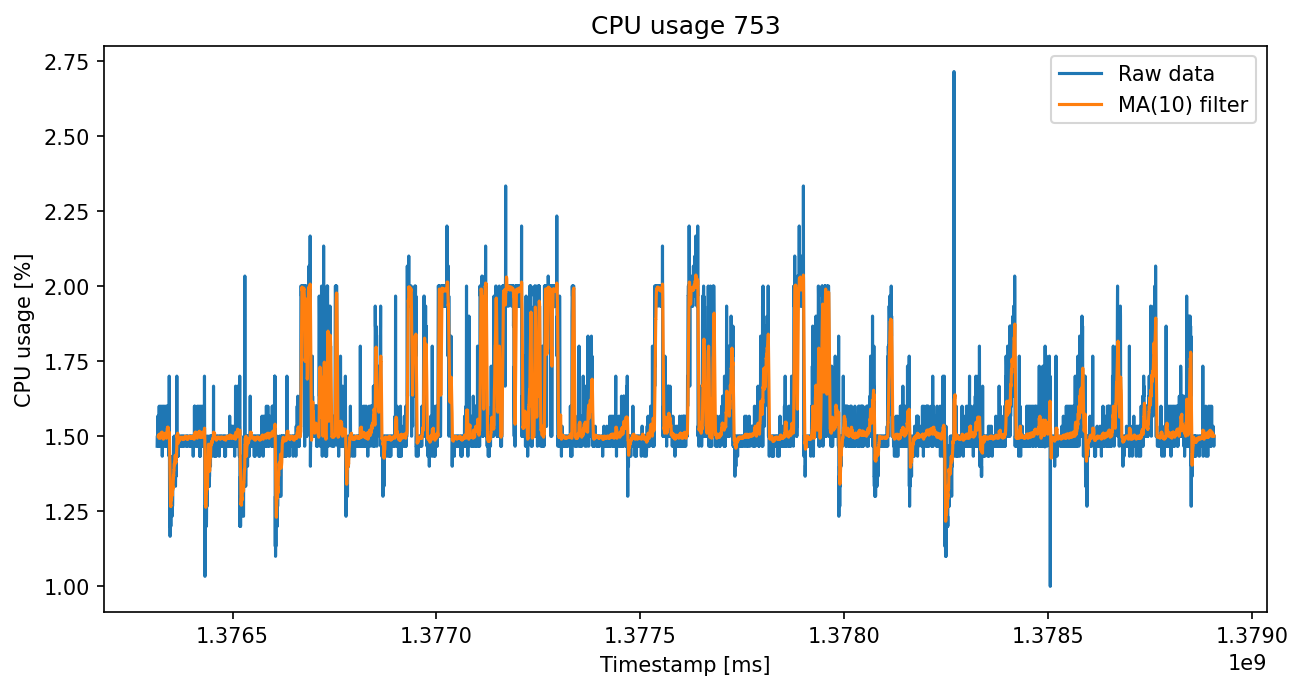 CPU usage 753
Raw data
MA(10) filter
CPU usage [%]
2.75
2.50
2.25
2.00
1.75
1.50
1.25
1.00
1.3765 1.3770 1.3775 1.3780 1.3785 1.3790
1e9
Timestamp [ms]